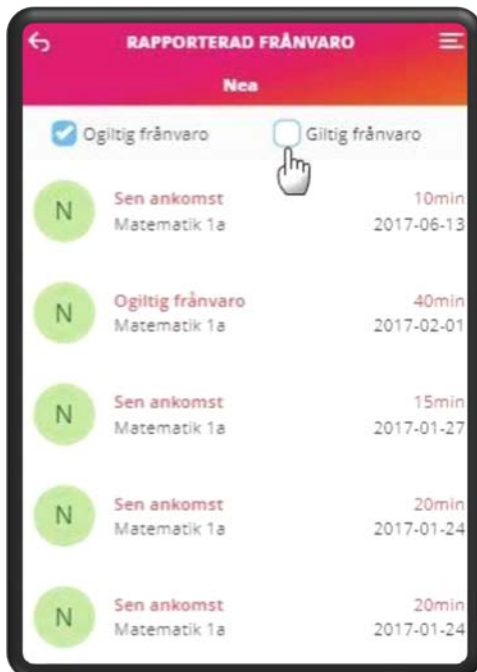 RAPPORTERAD FRÅNVARO
Nea
Ogiltig frånvaro Giltig frånvaro
N
Sen ankomst 10min
Matematik 1a 2017-06-13
N
Ogiltig frånvaro 40min
Matematik 1a 2017-02-01
N
Sen ankomst 15min
Matematik 1a 2017-01-27
N
Sen ankomst 20min
Matematik 1a 2017-01-24
N
Sen ankomst 20min
Matematik 1a 2017-01-24